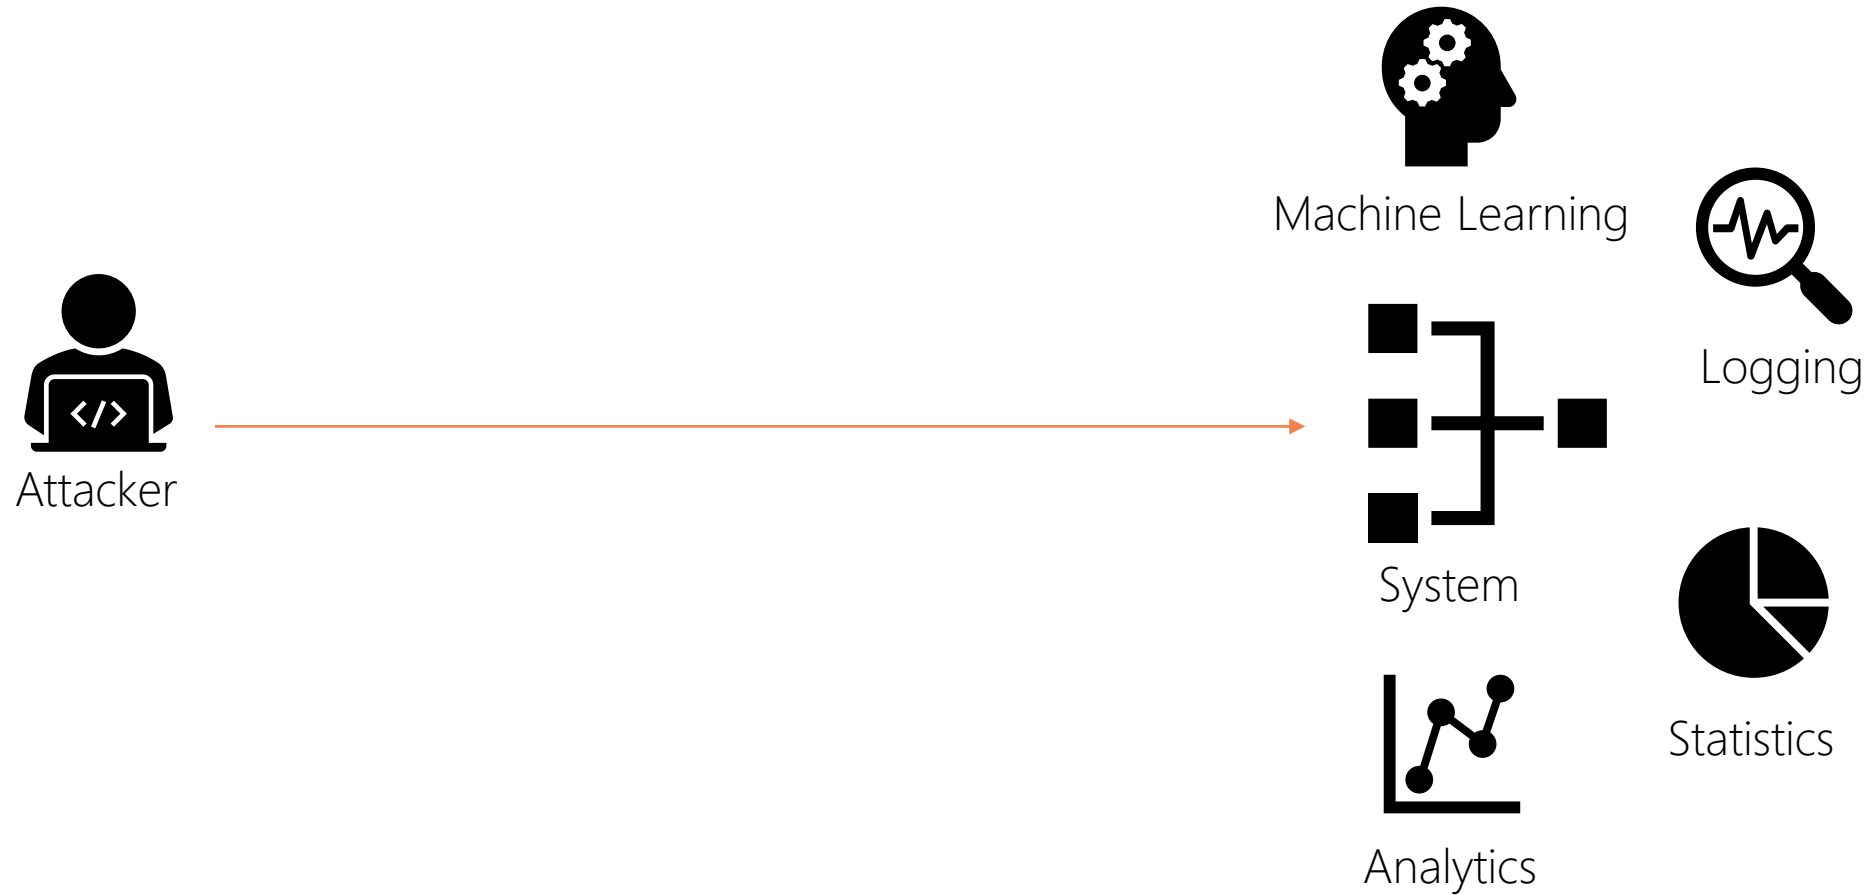 Machine Learning
Logging
Attacker
</>
System
Statistics
Analytics